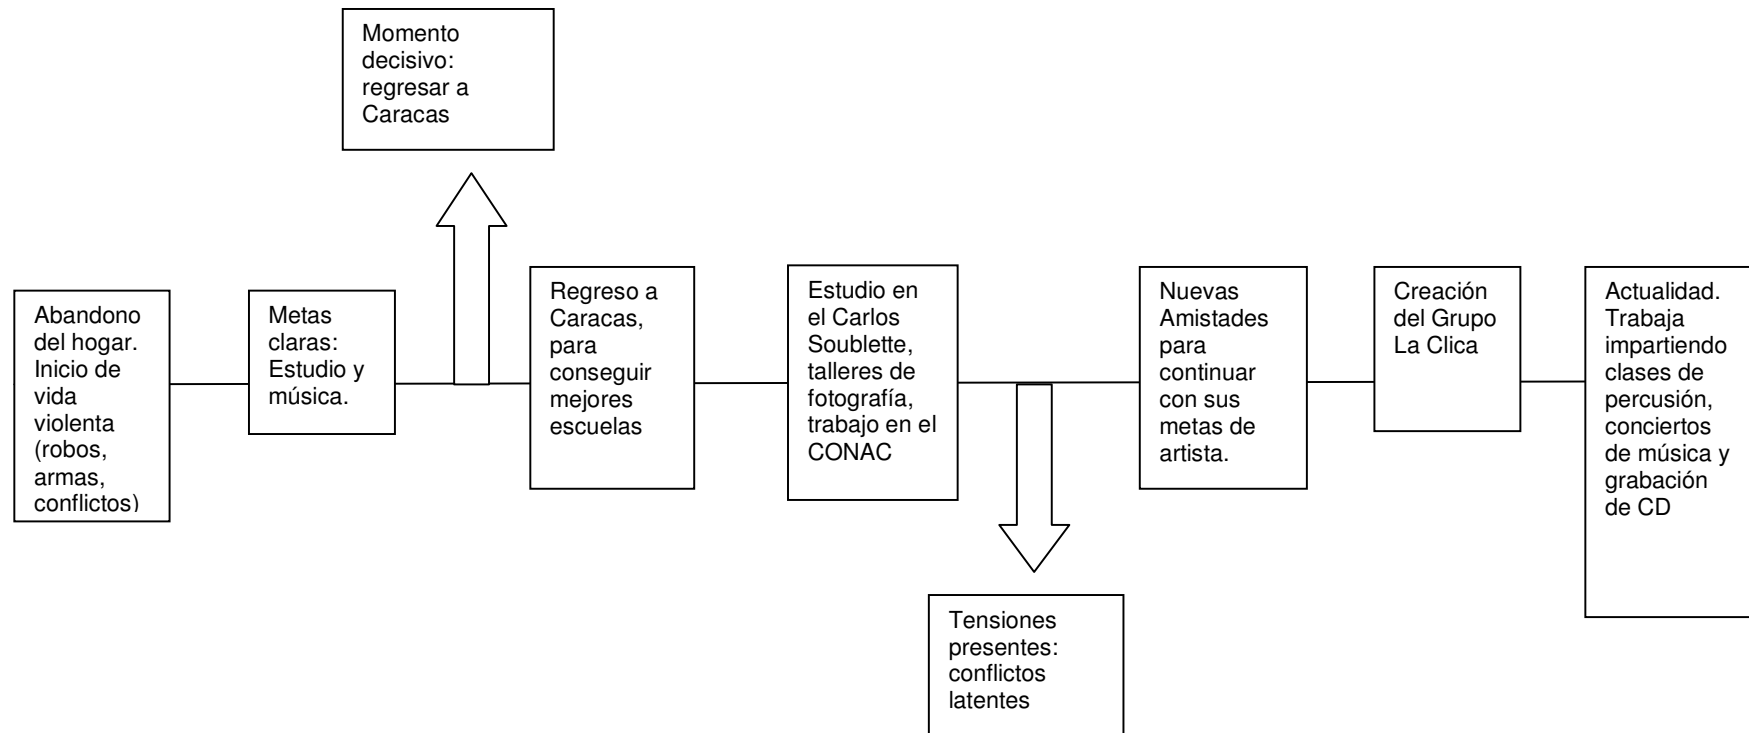 Momento
decisivo:
regresar a
Caracas
Abandono
del hogar.
Inicio de
vida
violenta
(robos,
armas,
conflictos)
Metas
claras:
Estudio y
música.
Regreso a
Caracas,
para
conseguir
mejores
escuelas
Estudio en
el Carlos
Soublette,
talleres de
fotografía,
trabajo en el
CONAC
Nuevas
Amistades
para
continuar
con sus
metas de
artista.
Creación
del Grupo
La Clica
Actualidad.
Trabaja
impartiendo
clases de
percusión,
conciertos
de música y
grabación
de CD
Tensiones
presentes:
conflictos
latentes